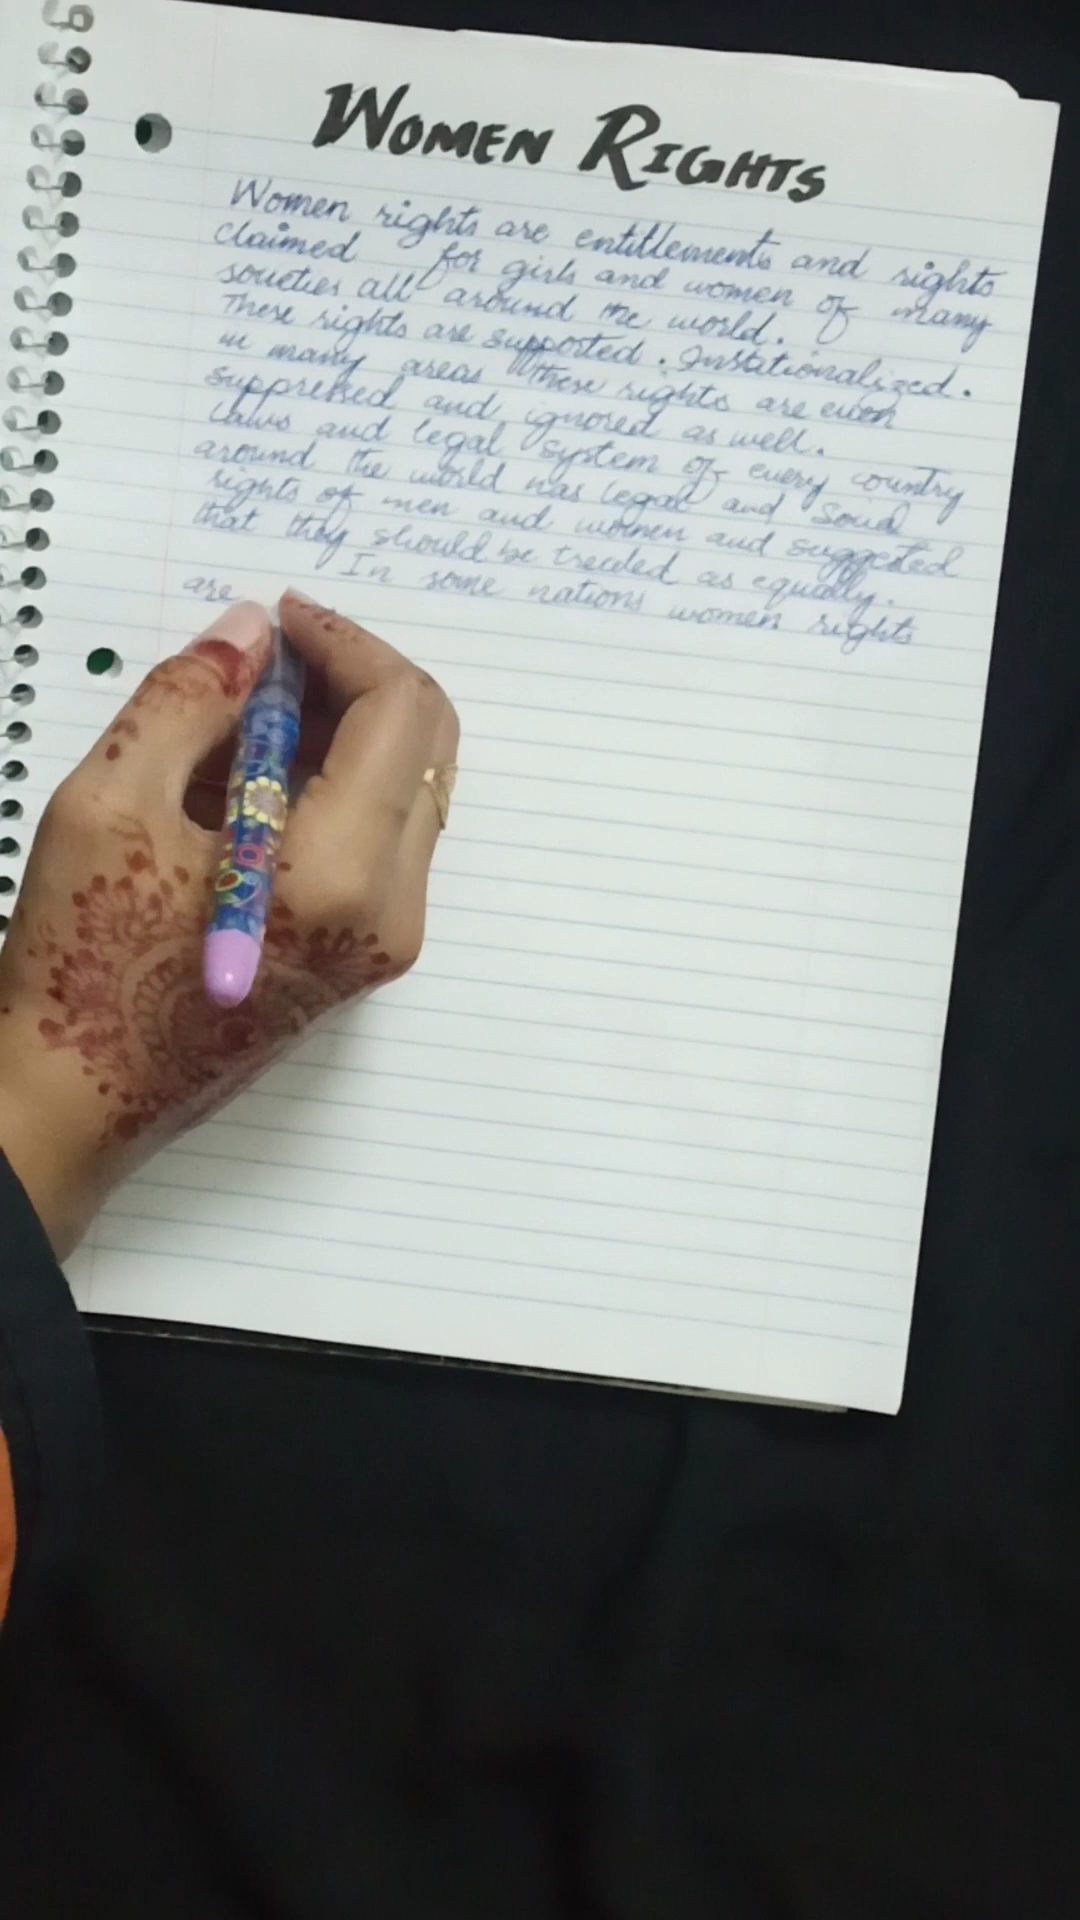 WOMEN RIGHTS
Women rights are entitlements and rights
claimed for girls and women of many
societies all around the world.
These rights are supported. Instationalized.
in many areas these rights are even
suppressed and ignored as well.
Laws and legal system of every country
around the world has legal and Social
rights of men and women and suggested
that they should be treated as equally.
In some nations women rights
are